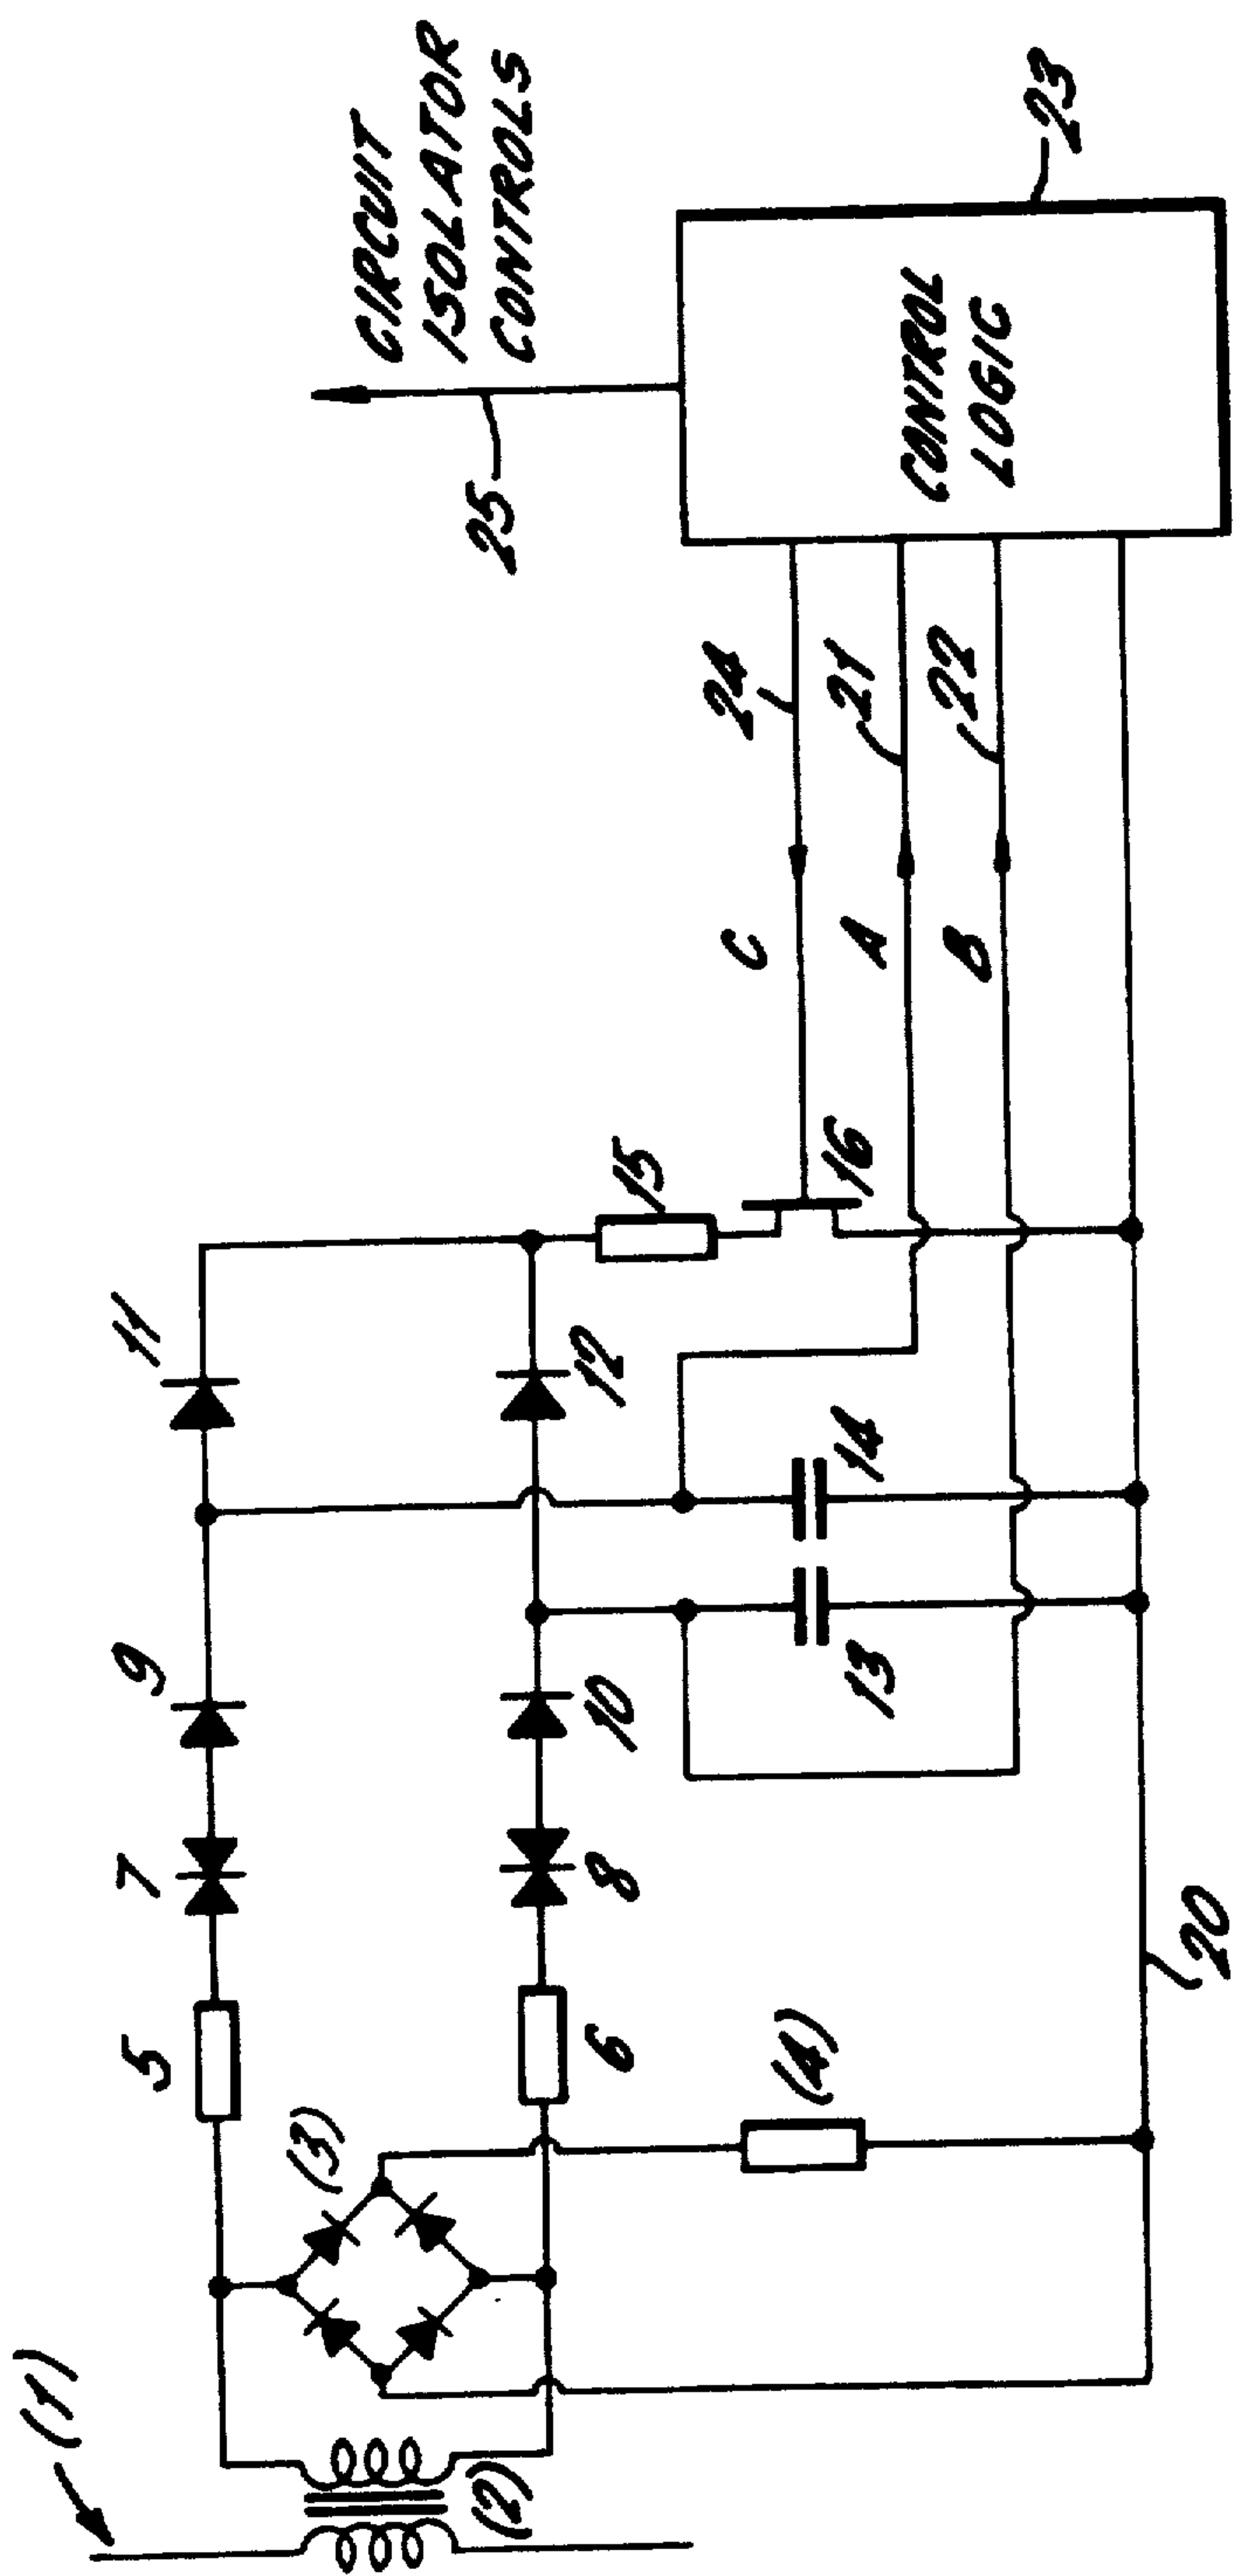 (1)
(2)
(3)
(4)
5
6
7
8
9
10
11
12
13
14
15
16
C
A
B
24
21
22
20
CONTROL
LOGIC
23
25
CIRCUIT
ISOLATOR
CONTROLS